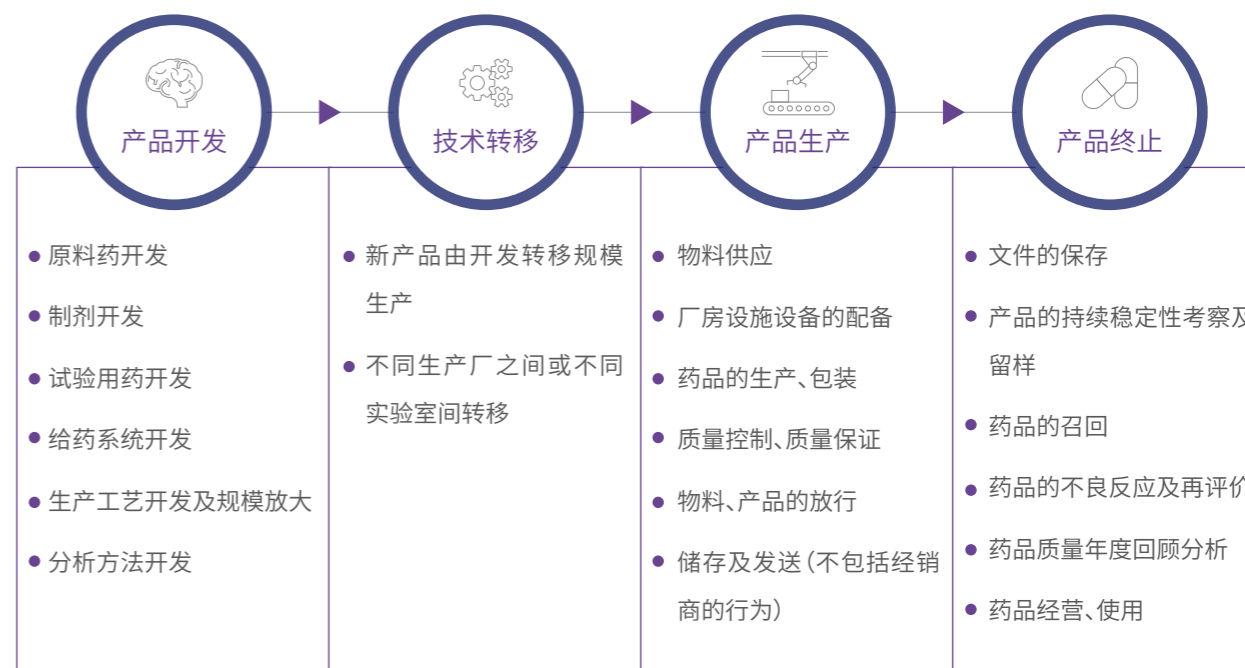 产品开发
技术转移
产品生产
产品终止
原料药开发
制剂开发
试验用药开发
给药系统开发
生产工艺开发及规模放大
分析方法开发
新产品由开发转移规模
生产
不同生产厂之间或不同
实验室间转移
物料供应
厂房设施设备的配备
药品的生产、包装
质量控制、质量保证
物料、产品的放行
储存及发送(不包括经销
商的行为)
文件的保存
产品的持续稳定性考察及
留样
药品的召回
药品的不良反应及再评价
药品质量年度回顾分析
药品经营、使用